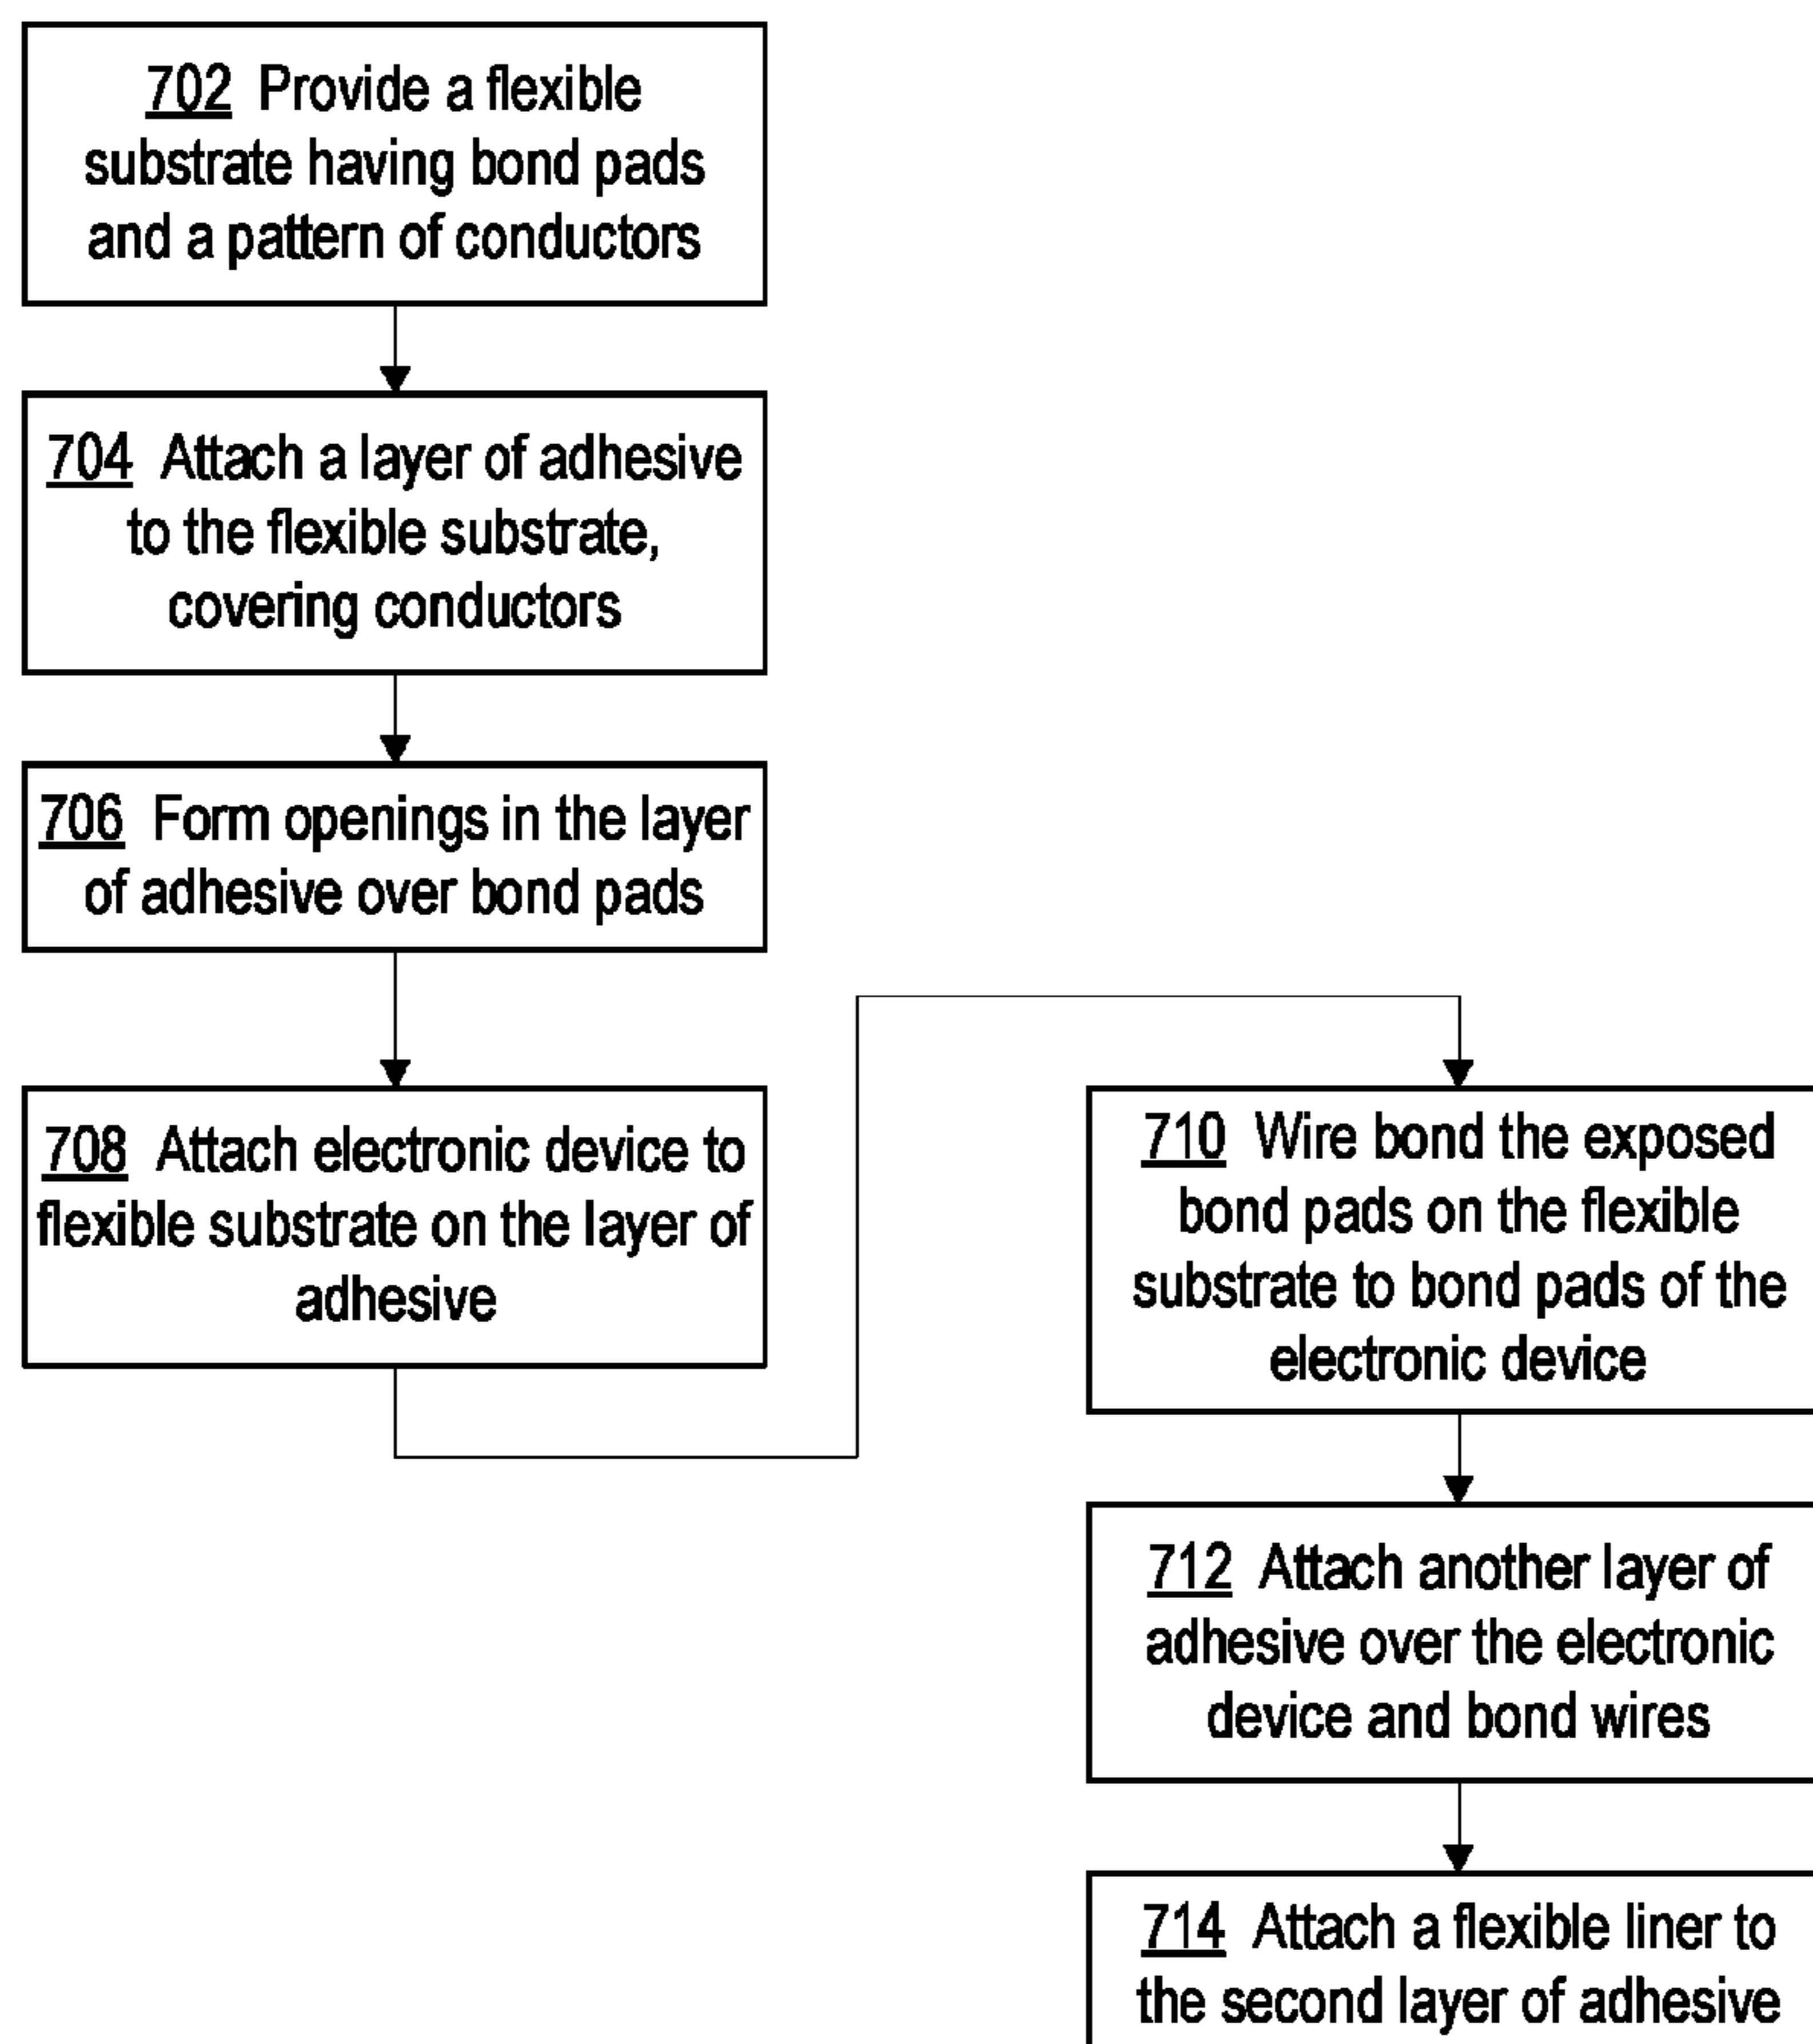 702 Provide a flexible
substrate having bond pads
and a pattern of conductors
704 Attach a layer of adhesive
to the flexible substrate,
covering conductors
706 Form openings in the layer
of adhesive over bond pads
708 Attach electronic device to
flexible substrate on the layer of
adhesive
710 Wire bond the exposed
bond pads on the flexible
substrate to bond pads of the
electronic device
712 Attach another layer of
adhesive over the electronic
device and bond wires
714 Attach a flexible liner to
the second layer of adhesive